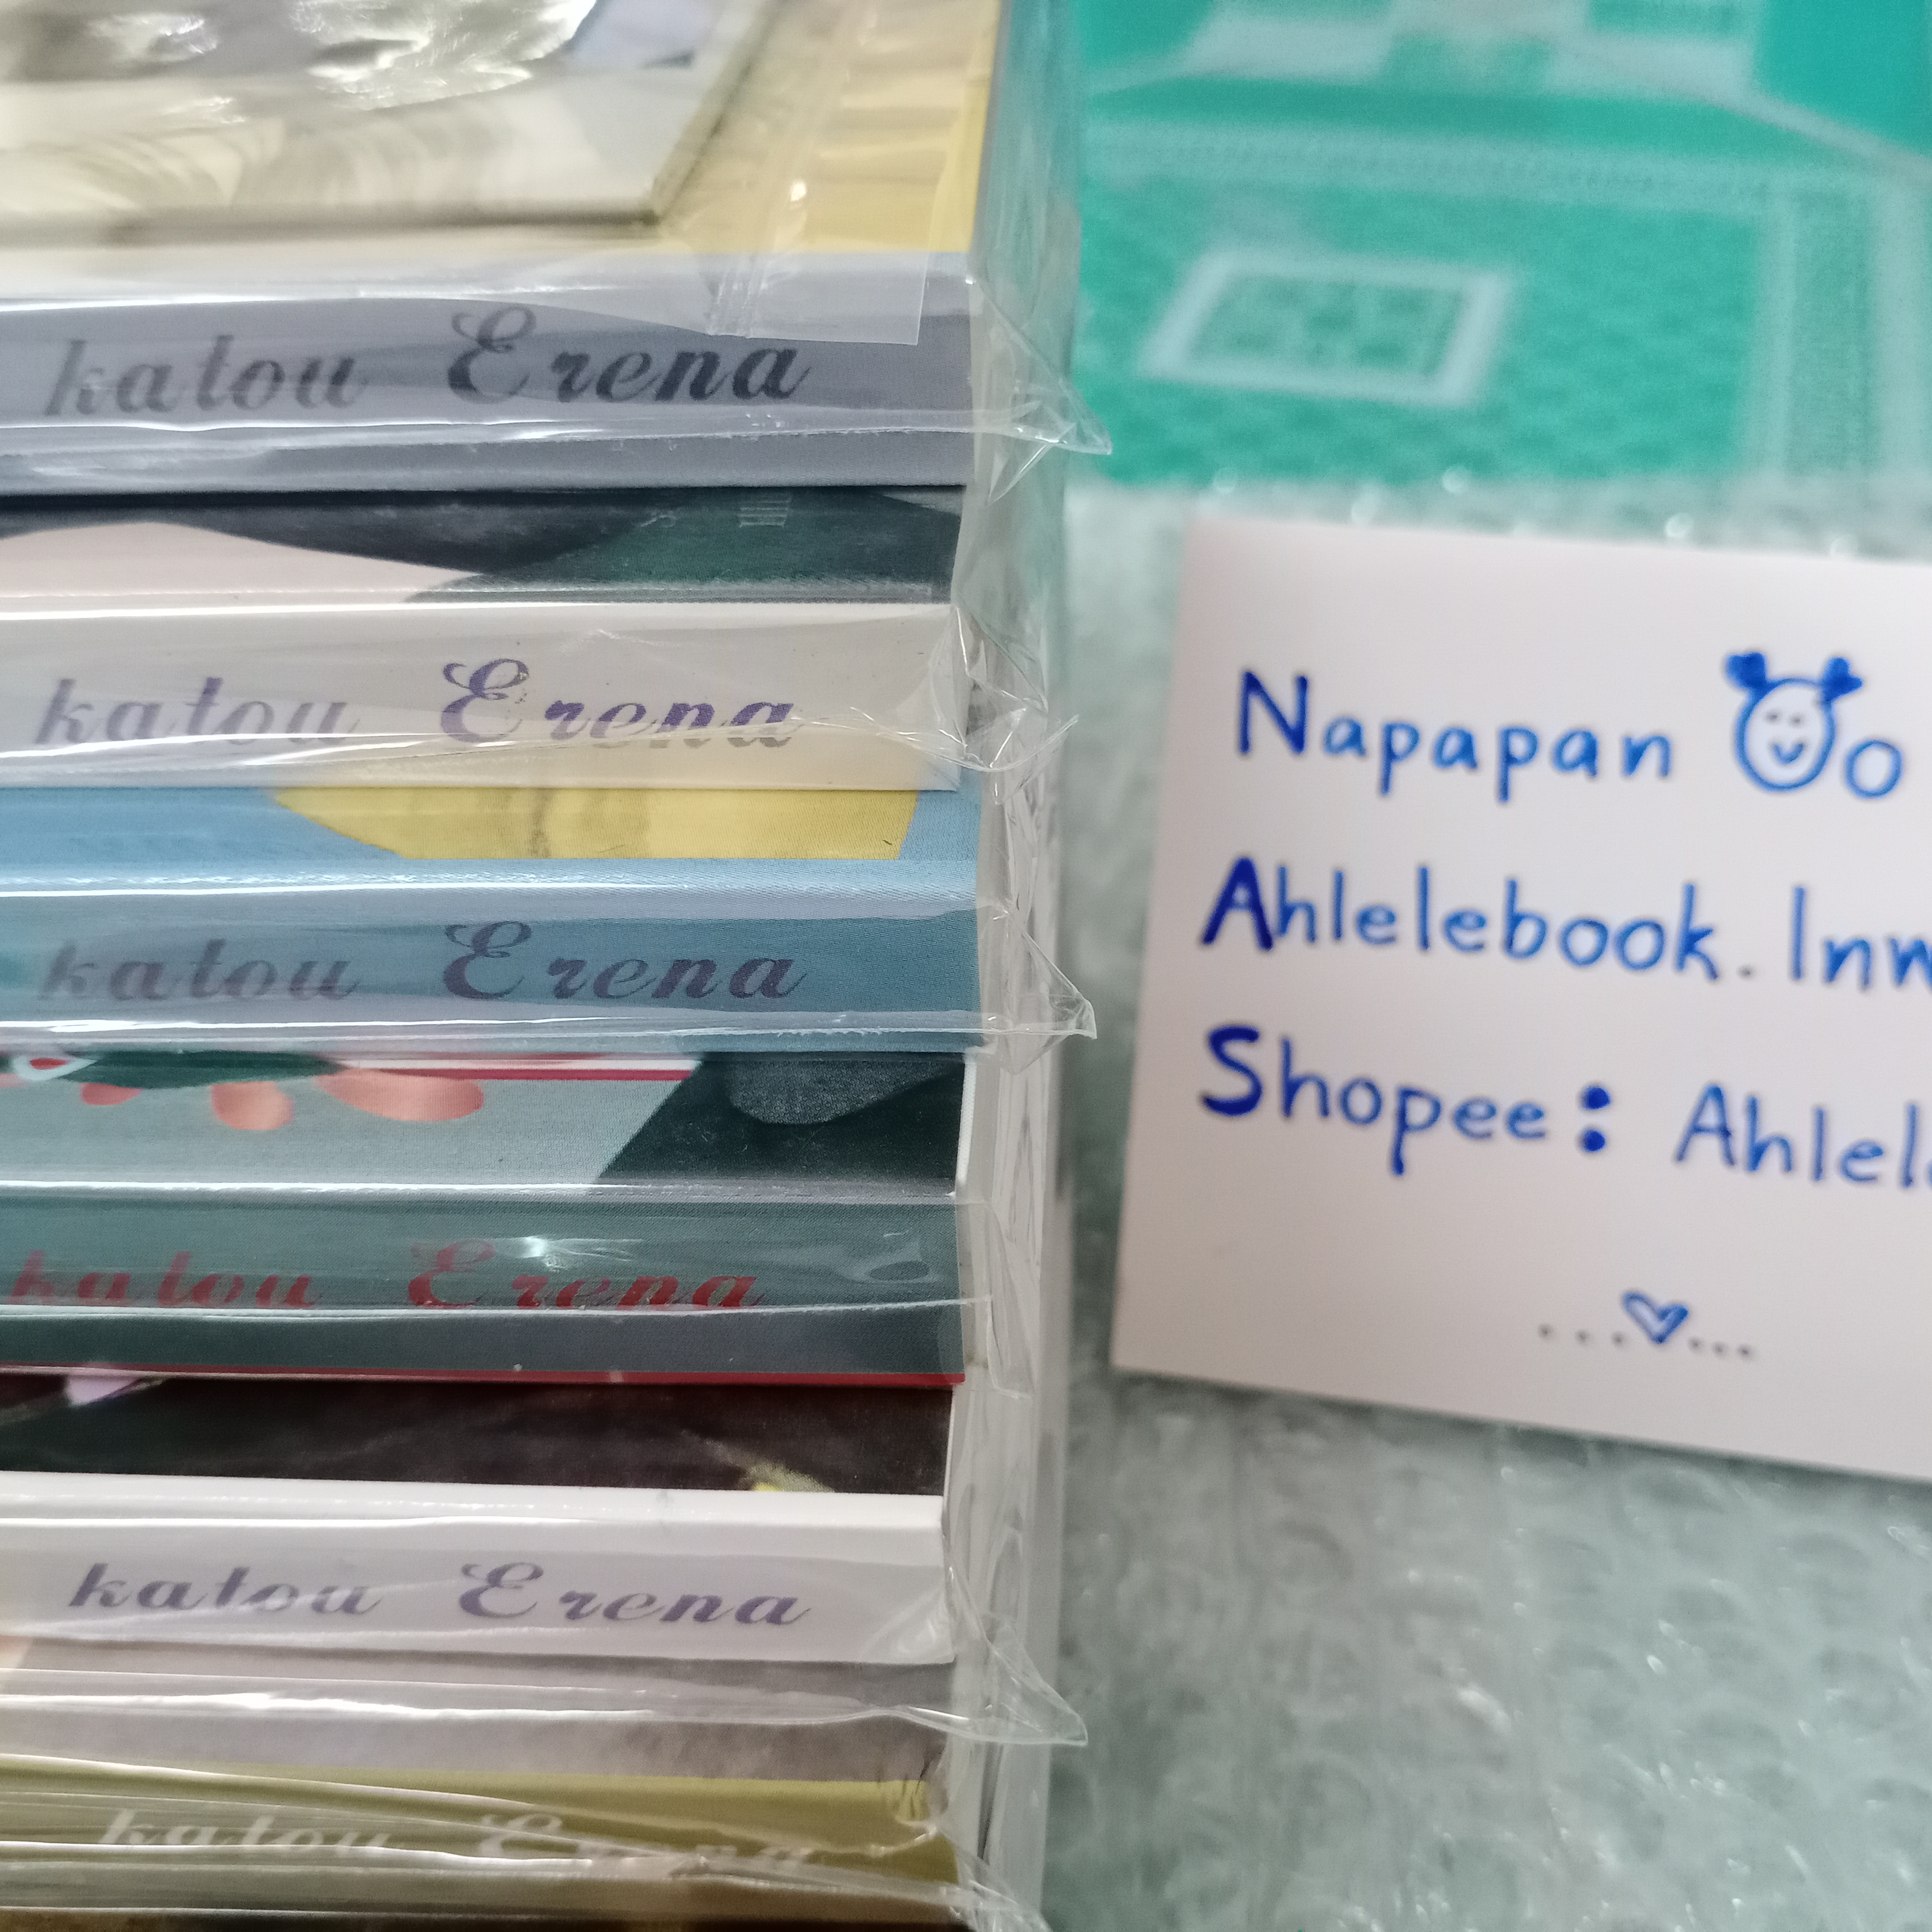 katou Erena
katou Erena
katou Erena
katou Erena
katou Erena
katou Erena
Napapan
Ahlelebook. Inw
Shopee: Ahlel